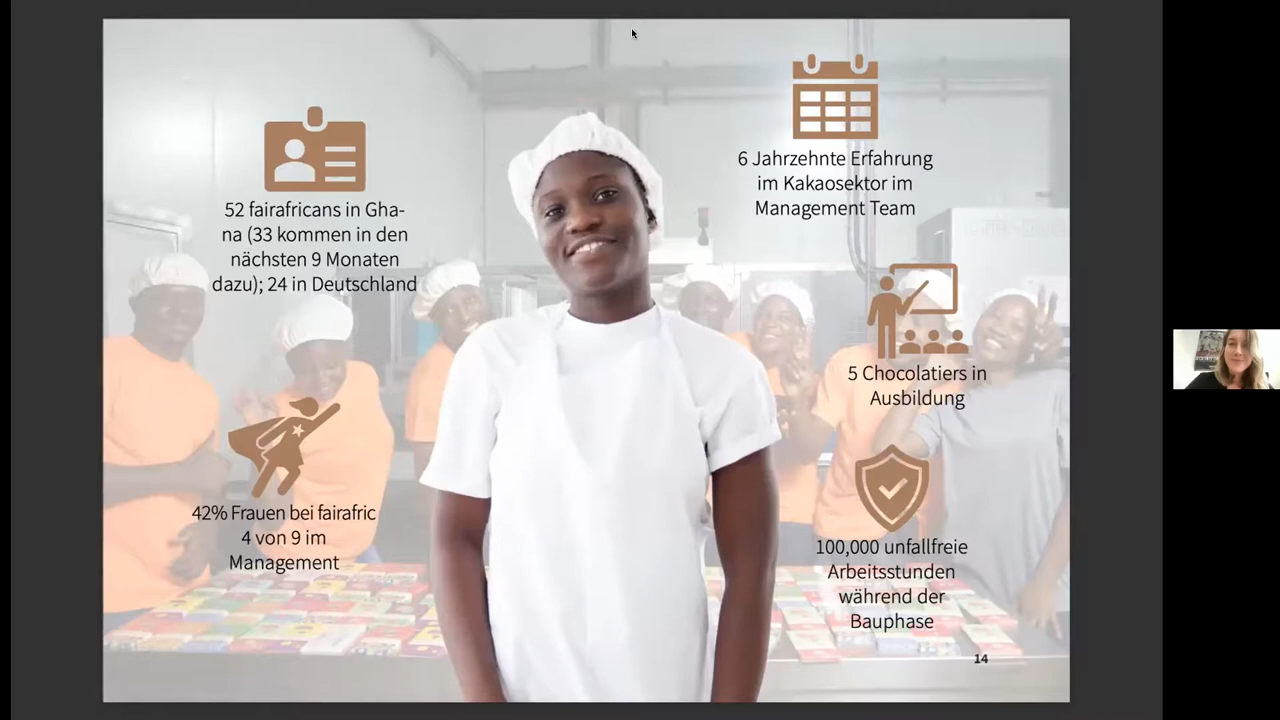 52 fairafricans in Gha-
na (33 kommen in den
nächsten 9 Monaten
dazu); 24 in Deutschland
42% Frauen bei fairafric
4 von 9 im
Management
6 Jahrzehnte Erfahrung
im Kakaosektor im
Management Team
5 Chocolatiers in
Ausbildung
100,000 unfallfreie
Arbeitsstunden
während der
Bauphase
14